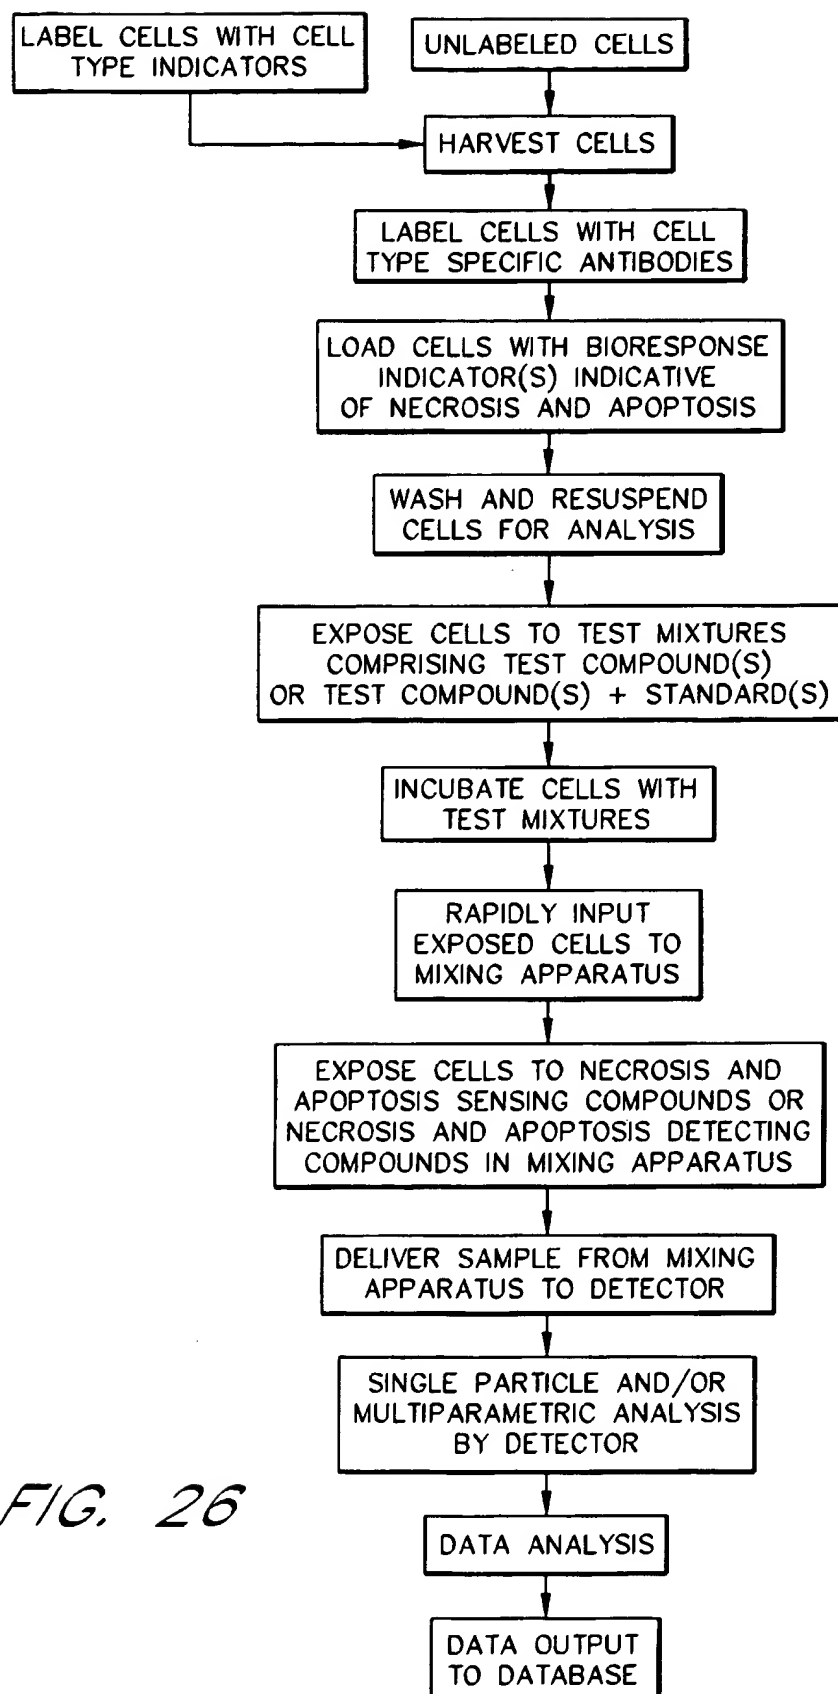 LABEL CELLS WITH CELL
TYPE INDICATORS
UNLABELED CELLS
HARVEST CELLS
LABEL CELLS WITH CELL
TYPE SPECIFIC ANTIBODIES
LOAD CELLS WITH BIORESPONSE
INDICATOR(S) INDICATIVE
OF NECROSIS AND APOPTOSIS
WASH AND RESUSPEND
CELLS FOR ANALYSIS
EXPOSE CELLS TO TEST MIXTURES
COMPRISING TEST COMPOUND(S)
OR TEST COMPOUND(S) + STANDARD(S)
INCUBATE CELLS WITH
TEST MIXTURES
RAPIDLY INPUT
EXPOSED CELLS TO
MIXING APPARATUS
EXPOSE CELLS TO NECROSIS AND
APOPTOSIS SENSING COMPOUNDS OR
NECROSIS AND APOPTOSIS DETECTING
COMPOUNDS IN MIXING APPARATUS
DELIVER SAMPLE FROM MIXING
APPARATUS TO DETECTOR
SINGLE PARTICLE AND/OR
MULTIPARAMETRIC ANALYSIS
BY DETECTOR
DATA ANALYSIS
DATA OUTPUT
TO DATABASE
FIG. 26